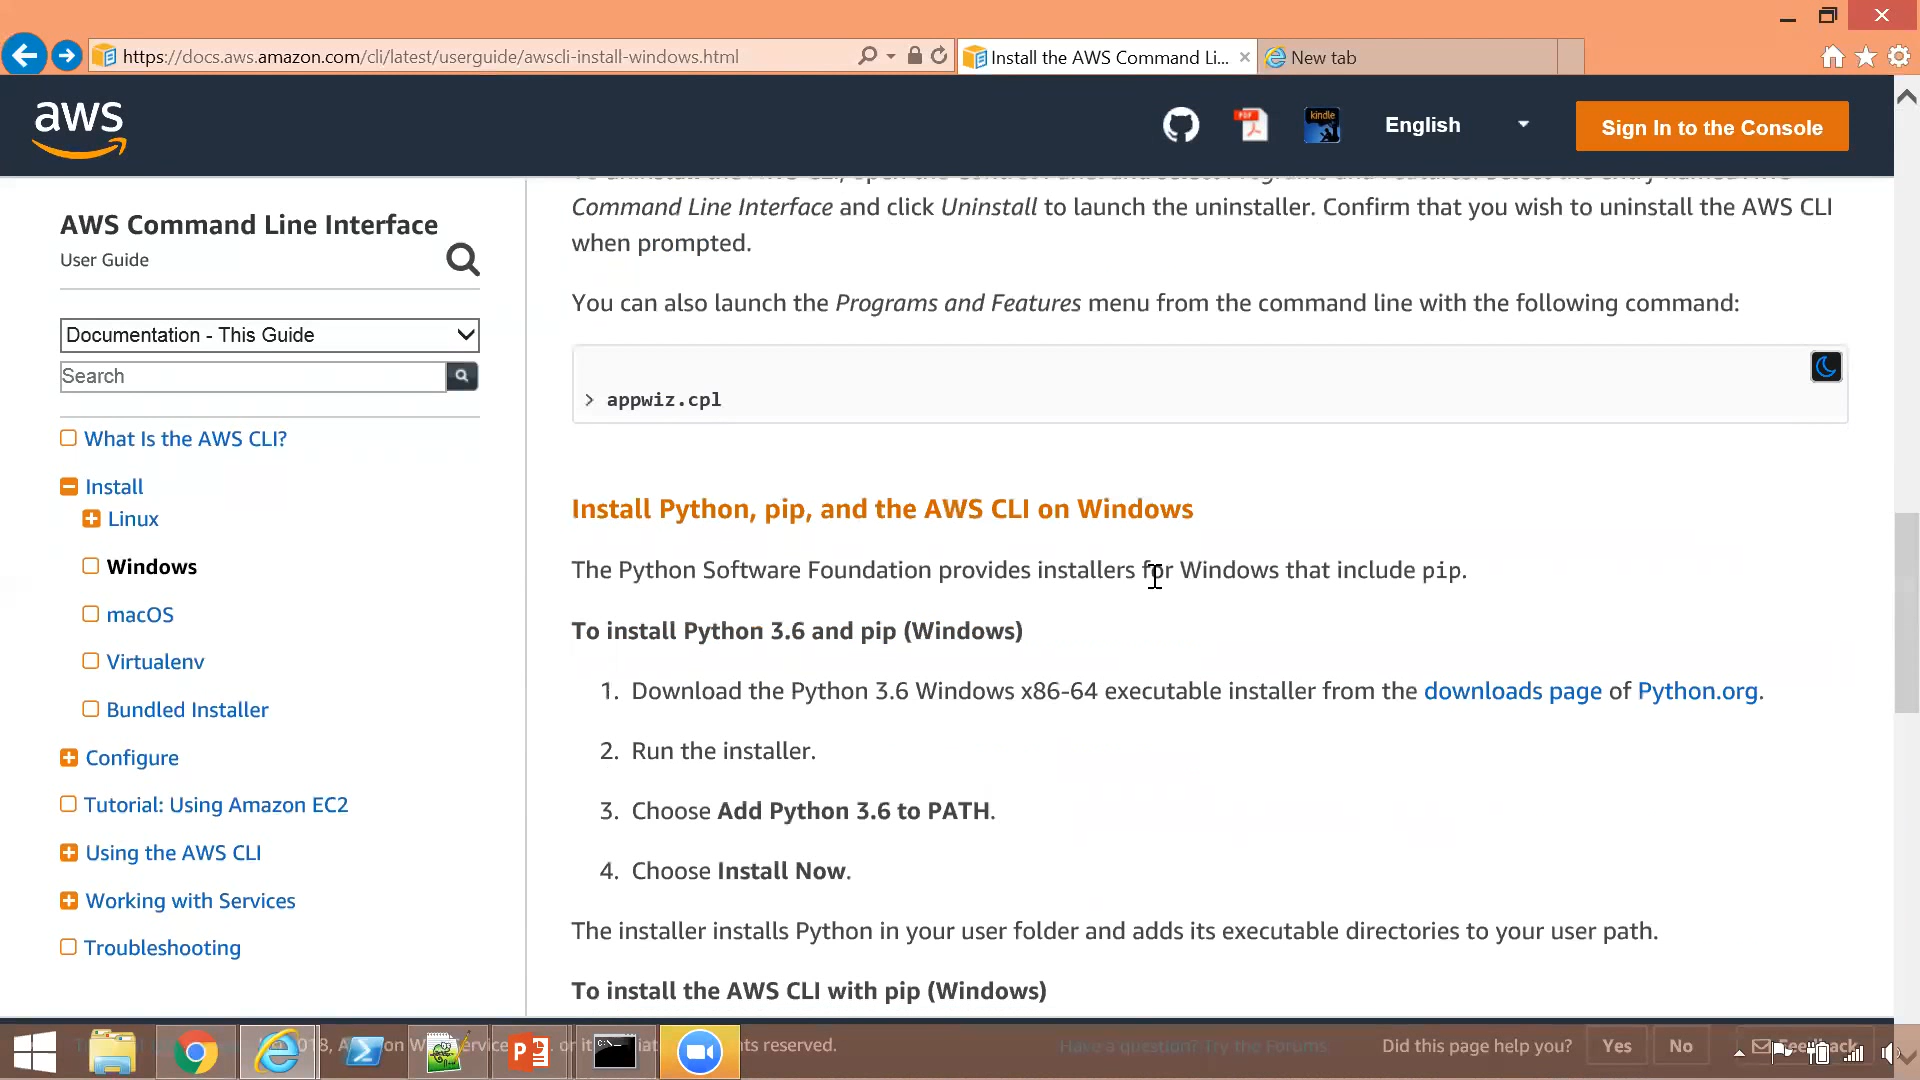 https://docs.aws.amazon.com/cli/latest/userguide/awscli-install-windows.html
Install the AWS Command Li...
New tab
aws
PDF
kindle
English
Sign In to the Console
AWS Command Line Interface
User Guide
Documentation - This Guide
Search
What Is the AWS CLI?
Install
Linux
Windows
macOS
Virtualenv
Bundled Installer
Configure
Tutorial: Using Amazon EC2
Using the AWS CLI
Working with Services
Troubleshooting
Command Line Interface and click Uninstall to launch the uninstaller. Confirm that you wish to uninstall the AWS CLI
when prompted.
You can also launch the Programs and Features menu from the command line with the following command:
> appwiz.cpl
Install Python, pip, and the AWS CLI on Windows
The Python Software Foundation provides installers for Windows that include pip.
To install Python 3.6 and pip (Windows)
1. Download the Python 3.6 Windows x86-64 executable installer from the downloads page of Python.org.
2. Run the installer.
3. Choose Add Python 3.6 to PATH.
4. Choose Install Now.
The installer installs Python in your user folder and adds its executable directories to your user path.
To install the AWS CLI with pip (Windows)
reserved.
Have a question? Try the Forums
Did this page help you?
Yes
No
Feedback